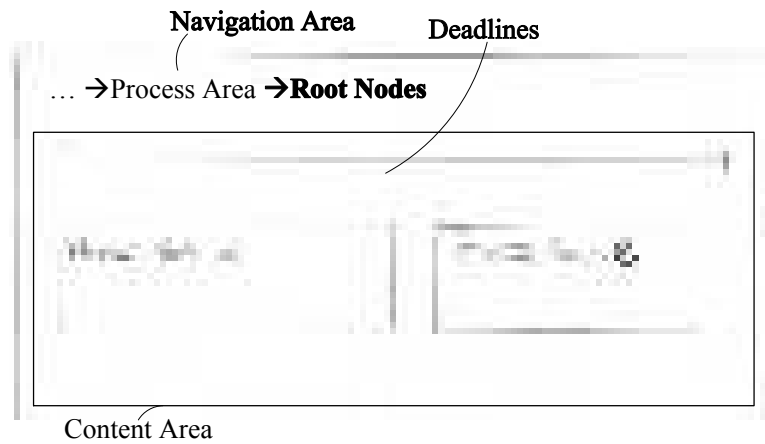 Navigation Area
Deadlines
… →Process Area →Root Nodes
Content Area